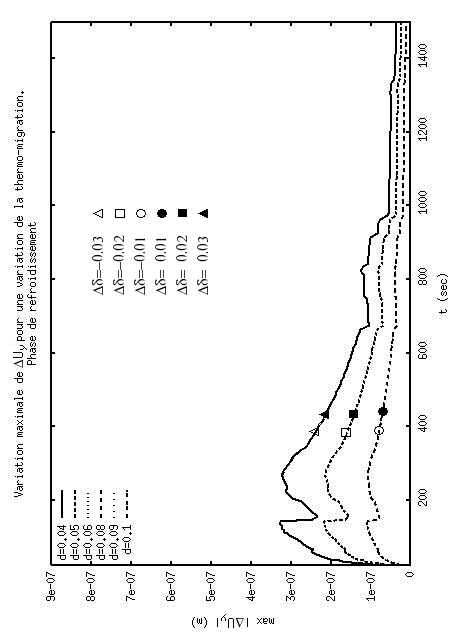 Variation maximale de ΔUy pour une variation de la thermo-migration.
Phase de refroidissement
d=0.04
d=0.05
d=0.06
d=0.08
d=0.09
d=0.1
Δδ=-0.03
Δδ=-0.02
Δδ=-0.01
Δδ= 0.01
Δδ= 0.02
Δδ= 0.03
max |ΔUy| (m)
9e-07
8e-07
7e-07
6e-07
5e-07
4e-07
3e-07
2e-07
1e-07
0
200
400
600
800
1000
1200
1400
t (sec)